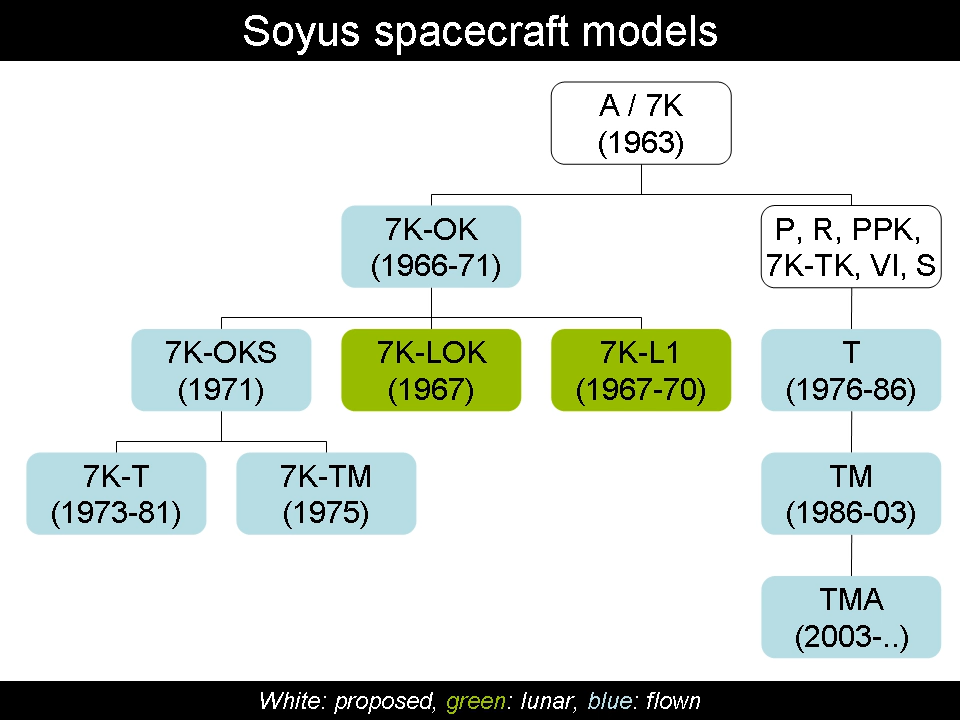 Soyus spacecraft models
A / 7K
(1963)
7K-OK
(1966-71)
P, R, PPK,
7K-TK, VI, S
7K-OKS
(1971)
7K-LOK
(1967)
7K-L1
(1967-70)
T
(1976-86)
7K-T
(1973-81)
7K-TM
(1975)
TM
(1986-03)
TMA
(2003-..)
White: proposed, green: lunar, blue: flown